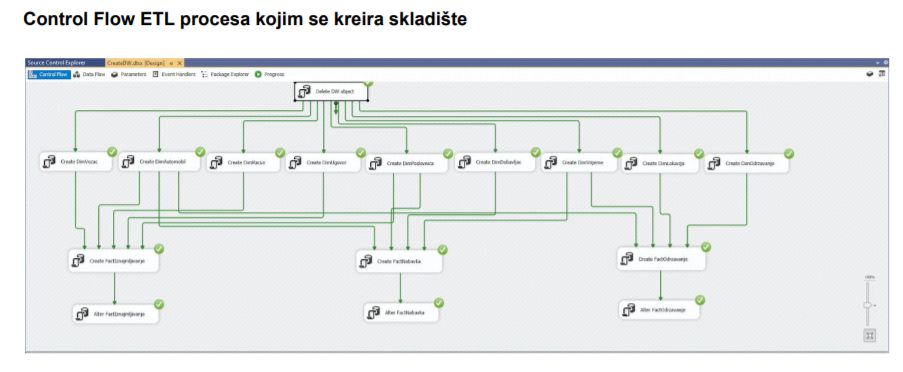 Control Flow ETL procesa kojim se kreira skladište
Source Control Explorer CreateDW.dtsx [Design]
Control Flow Data Flow Parameters Event Handlers Package Explorer Progress
Delete DW object
Create DimVozac Create DimAutomobil Create DimRacun Create DimUgovor Create DimPoslovnica Create DimDobavljac Create DimVrijeme Create DimLokacija Create DimOdrzavanje
Create FactIznajmljivanje Create FactNabavka Create FactOdrzavanje
Alter FactIznajmljivanje Alter FactNabavka Alter FactOdrzavanje
100%